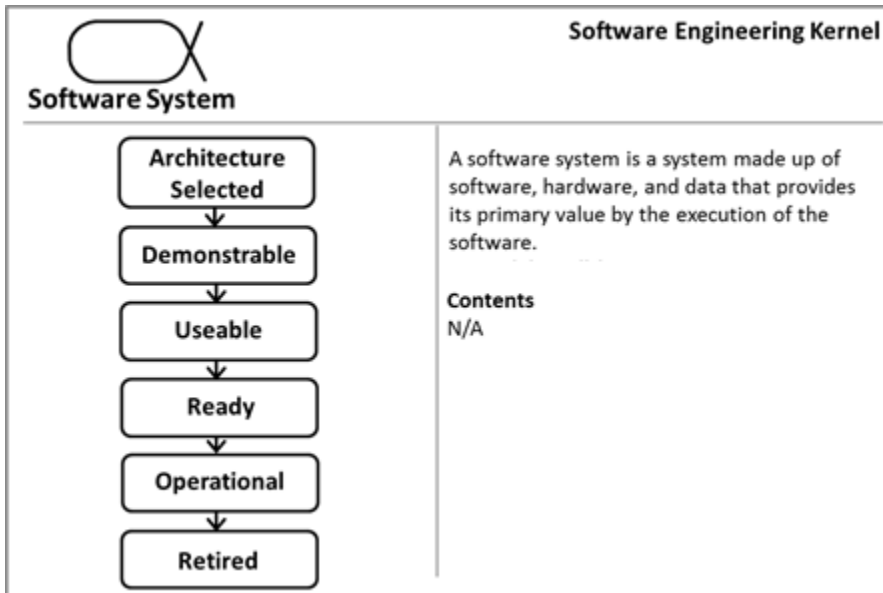 Software Engineering Kernel
Software System
Architecture
Selected
Demonstrable
Useable
Ready
Operational
Retired
A software system is a system made up of
software, hardware, and data that provides
its primary value by the execution of the
software.
Contents
N/A